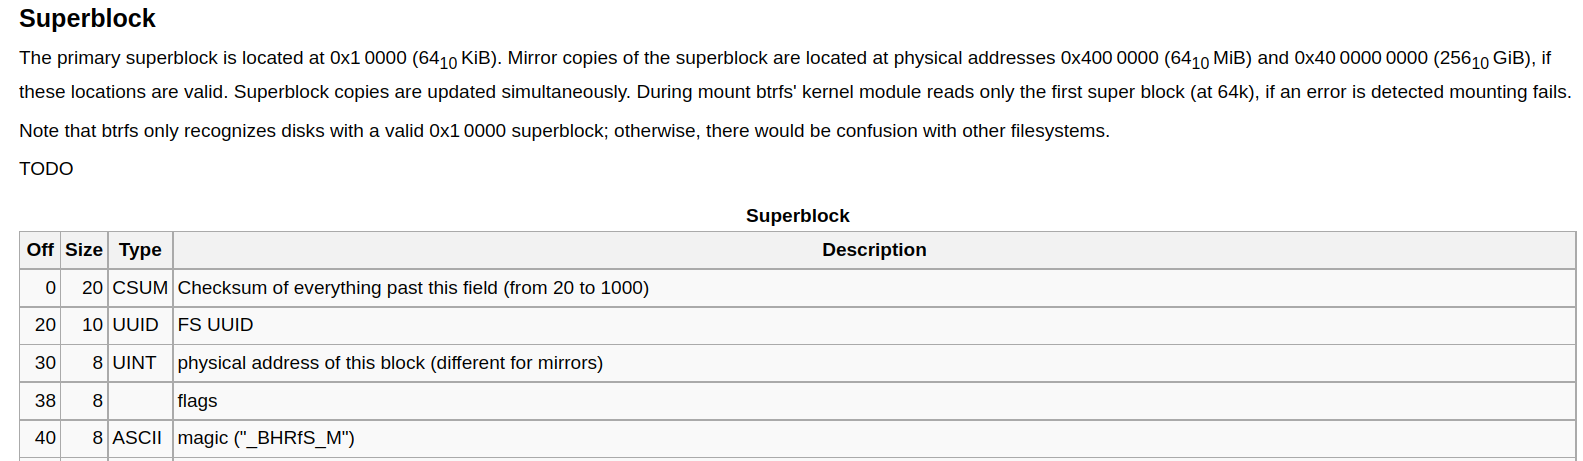 Superblock
The primary superblock is located at 0x1 0000 (64₁₀ KiB). Mirror copies of the superblock are located at physical addresses 0x400 0000 (64₁₀ MiB) and 0x40 0000 0000 (256₁₀ GiB), if
these locations are valid. Superblock copies are updated simultaneously. During mount btrfs' kernel module reads only the first super block (at 64k), if an error is detected mounting fails.
Note that btrfs only recognizes disks with a valid 0x1 0000 superblock; otherwise, there would be confusion with other filesystems.
TODO
Superblock
Off Size Type Description
0 20 CSUM Checksum of everything past this field (from 20 to 1000)
20 10 UUID FS UUID
30 8 UINT physical address of this block (different for mirrors)
38 8 flags
40 8 ASCII magic ("_BHRfS_M")